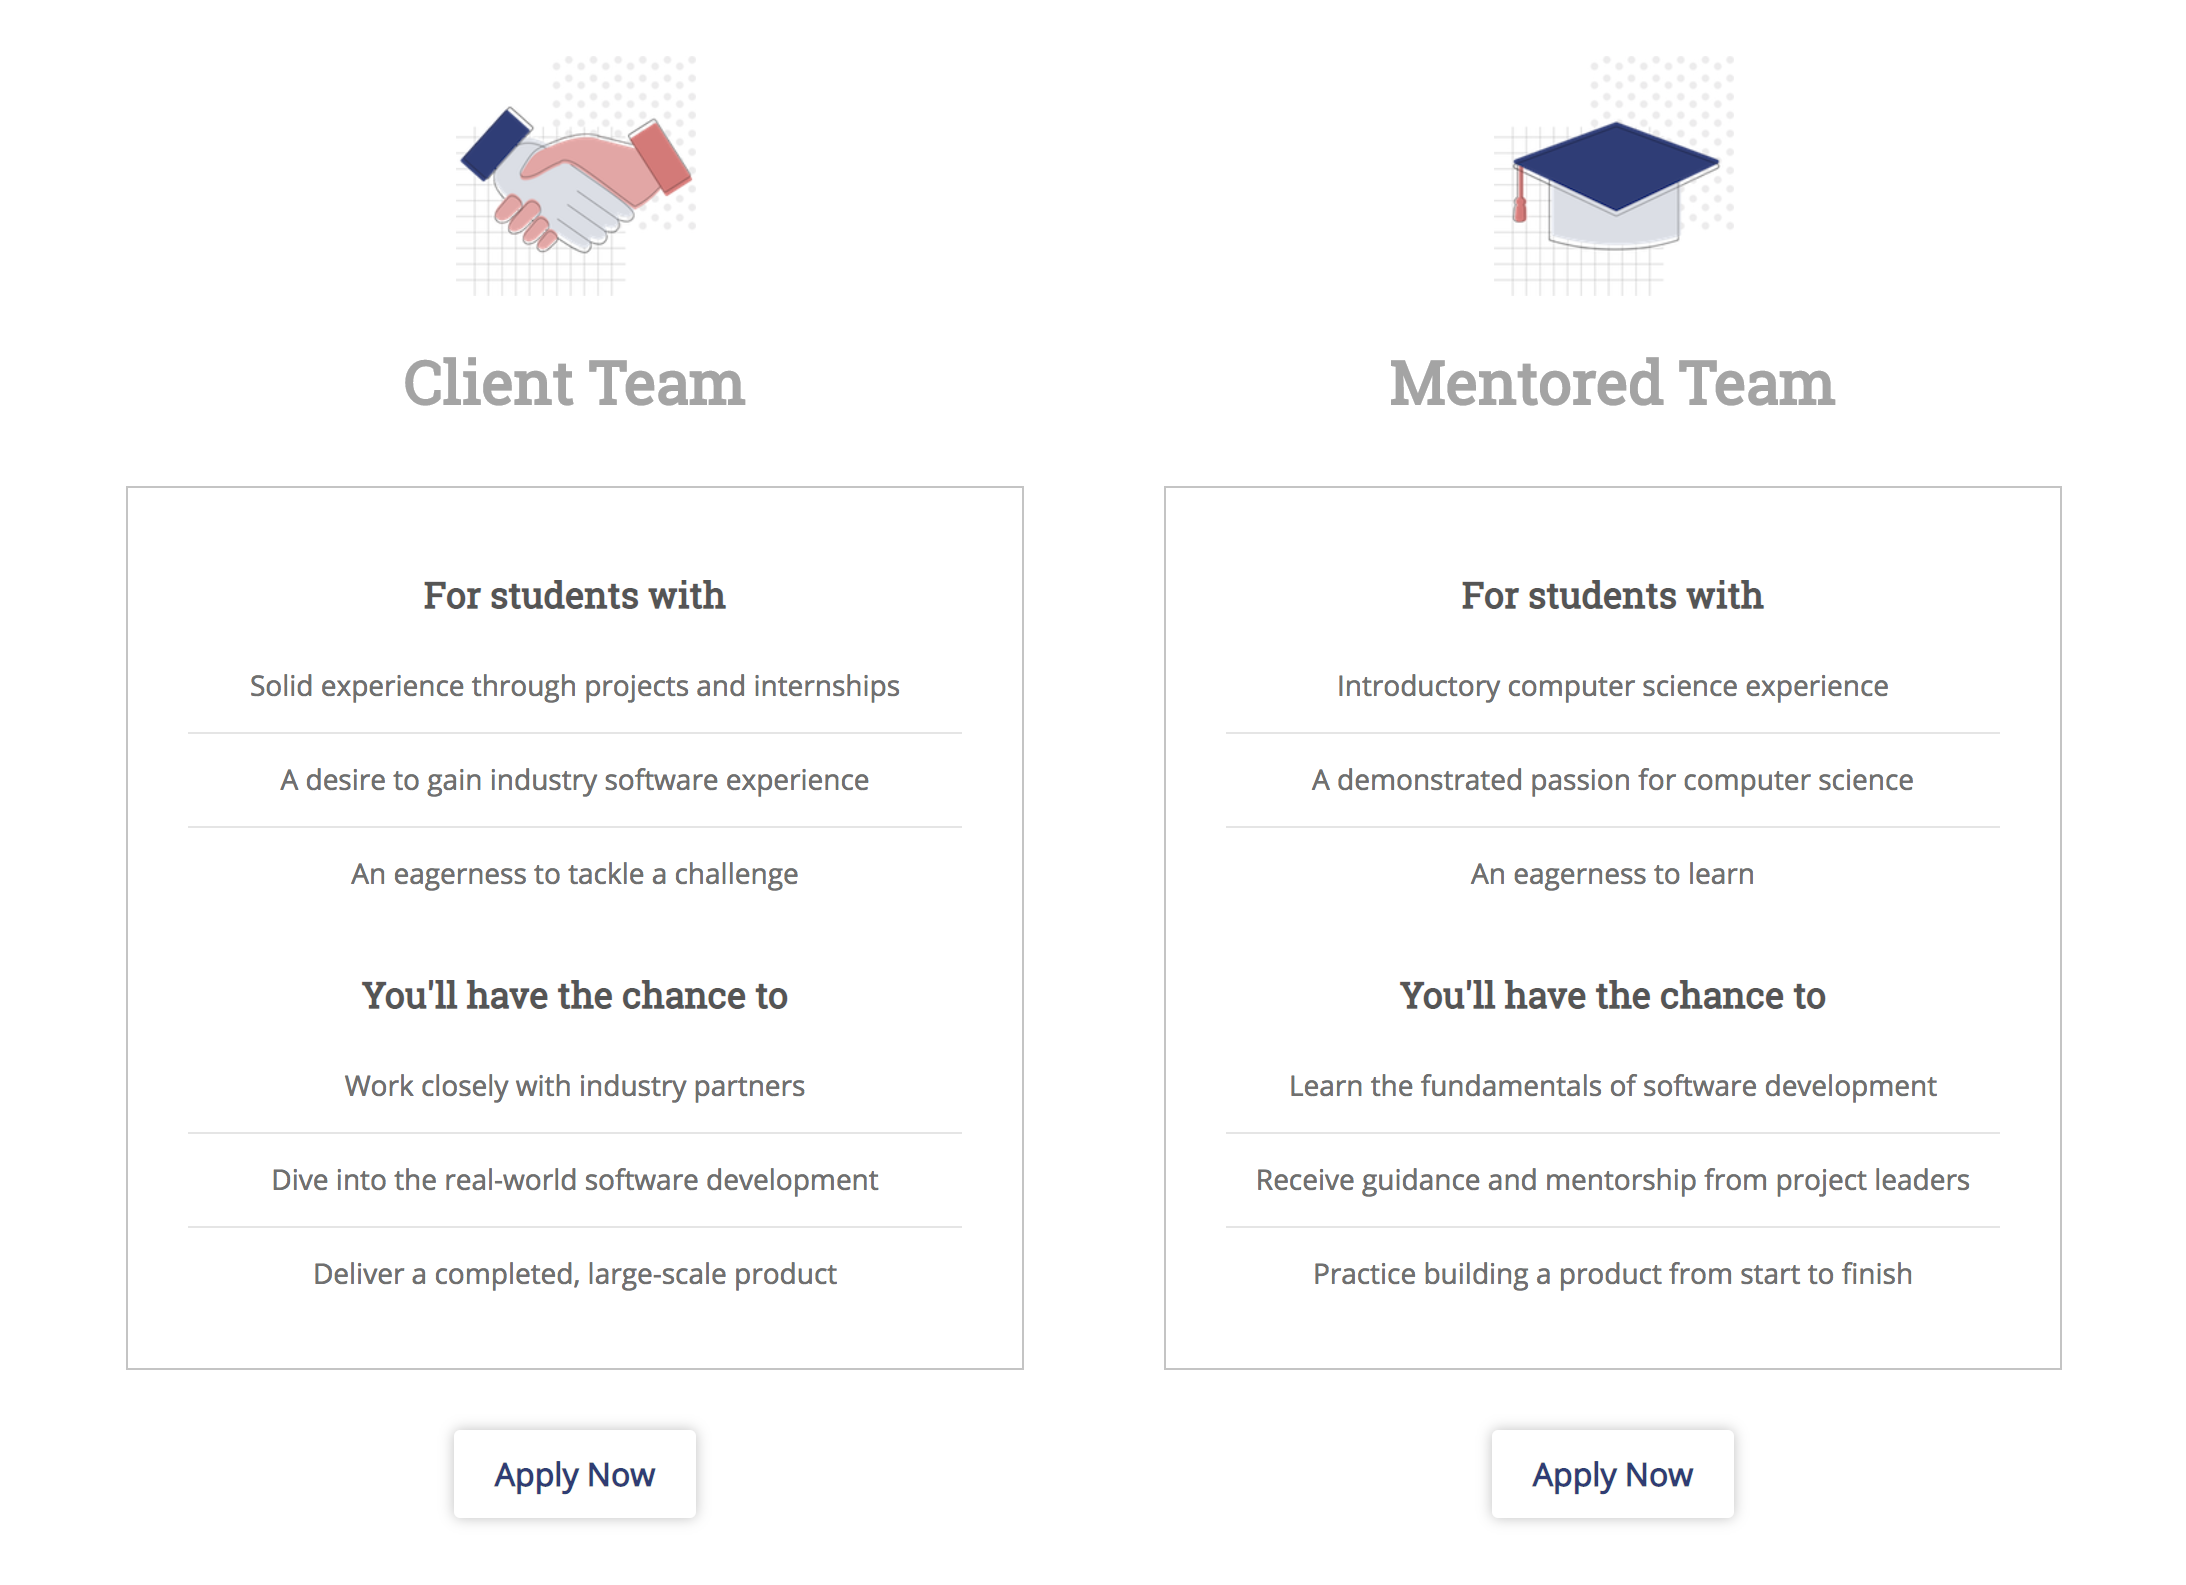 Client Team
For students with
Solid experience through projects and internships
A desire to gain industry software experience
An eagerness to tackle a challenge
You'll have the chance to
Work closely with industry partners
Dive into the real-world software development
Deliver a completed, large-scale product
Apply Now
Mentored Team
For students with
Introductory computer science experience
A demonstrated passion for computer science
An eagerness to learn
You'll have the chance to
Learn the fundamentals of software development
Receive guidance and mentorship from project leaders
Practice building a product from start to finish
Apply Now